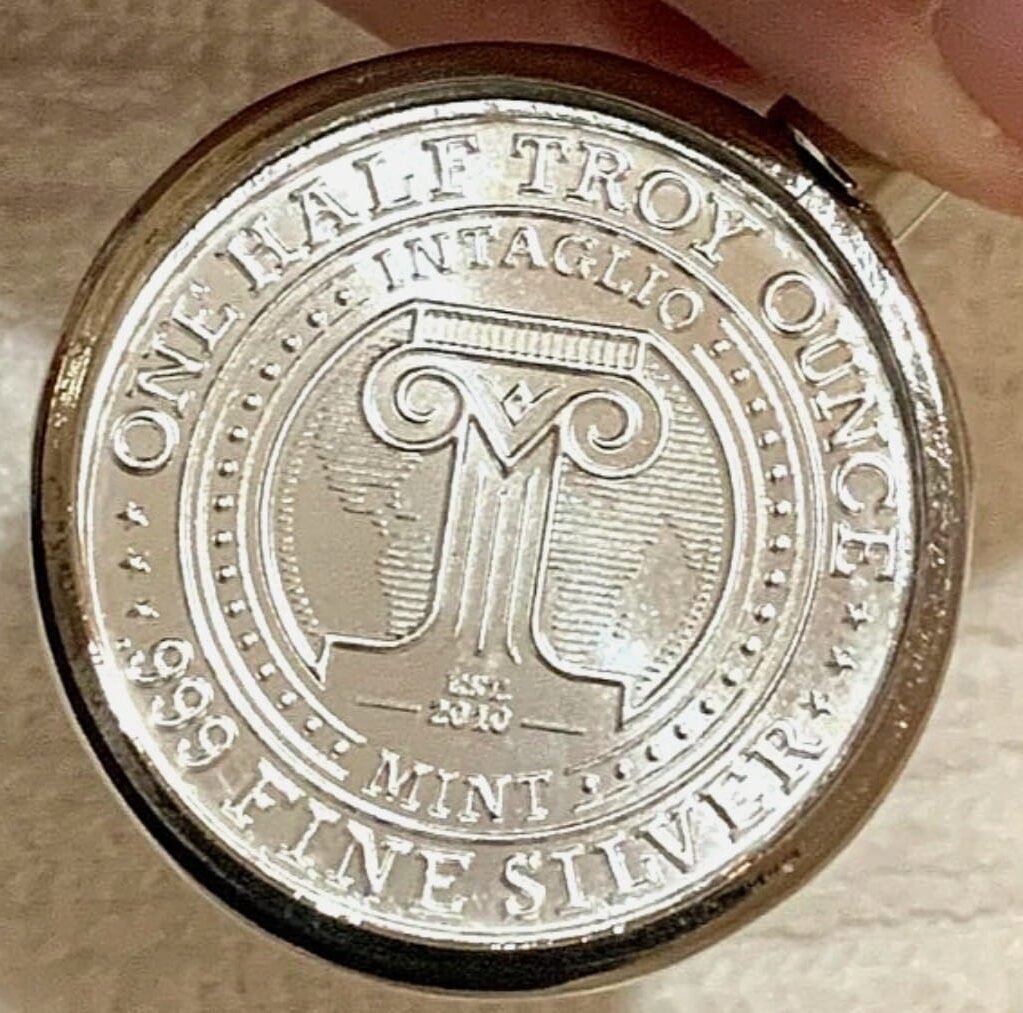 ONE HALF TROY OUNCE
INTAGLIO
EST.
2010
MINT
999 FINE SILVER